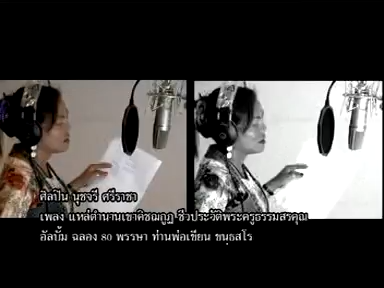 ศิลปิน นุชจรี ศรีราชา
เพลง แหล่ตำนานเขาคิชฌกูฏ ชีวประวัติพระครูธรรมสรคุณ
อัลบั้ม ฉลอง 80 พรรษา ท่านพ่อเขียน ขนฺธสโร